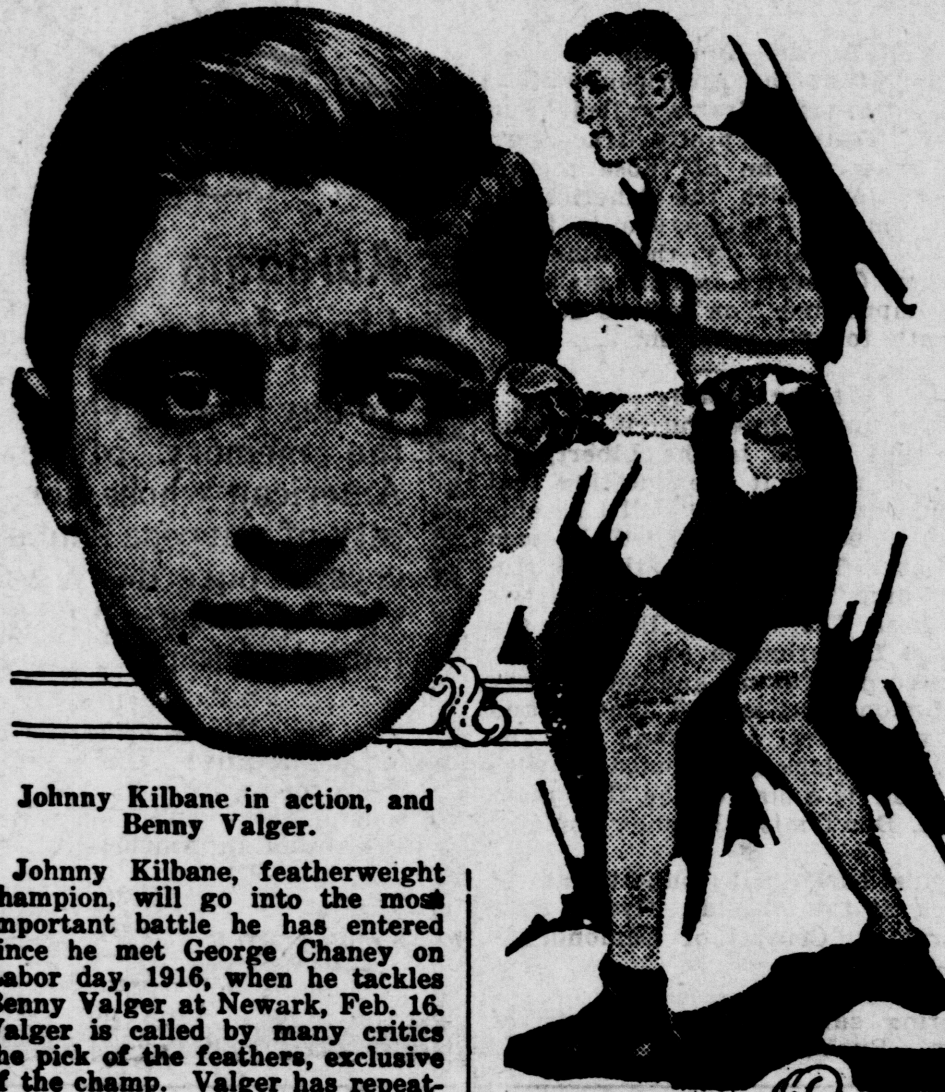 Johnny Kilbane in action, and
Benny Valger.
Johnny Kilbane, featherweight
hampion, will go into the most
mportant battle he has entered
ince he met George Chaney on
abor day, 1916, when he tackles
enny Valger at Newark, Feb. 16.
alger is called by many critics
he pick of the feathers, exclusive
f the champ. Valger has repeat-